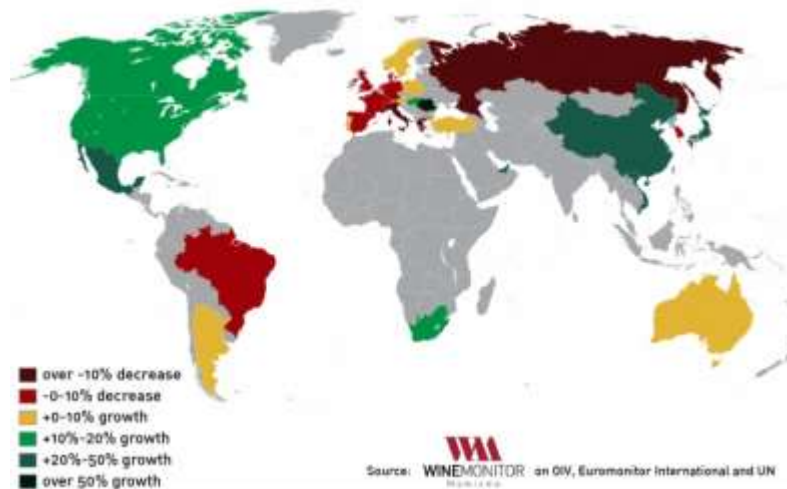 over -10% decrease
-0-10% decrease
+0-10% growth
+10%-20% growth
+20%-50% growth
over 50% growth
Source: WINEMONITOR on OIV, Euromonitor International and UN
Nomisma